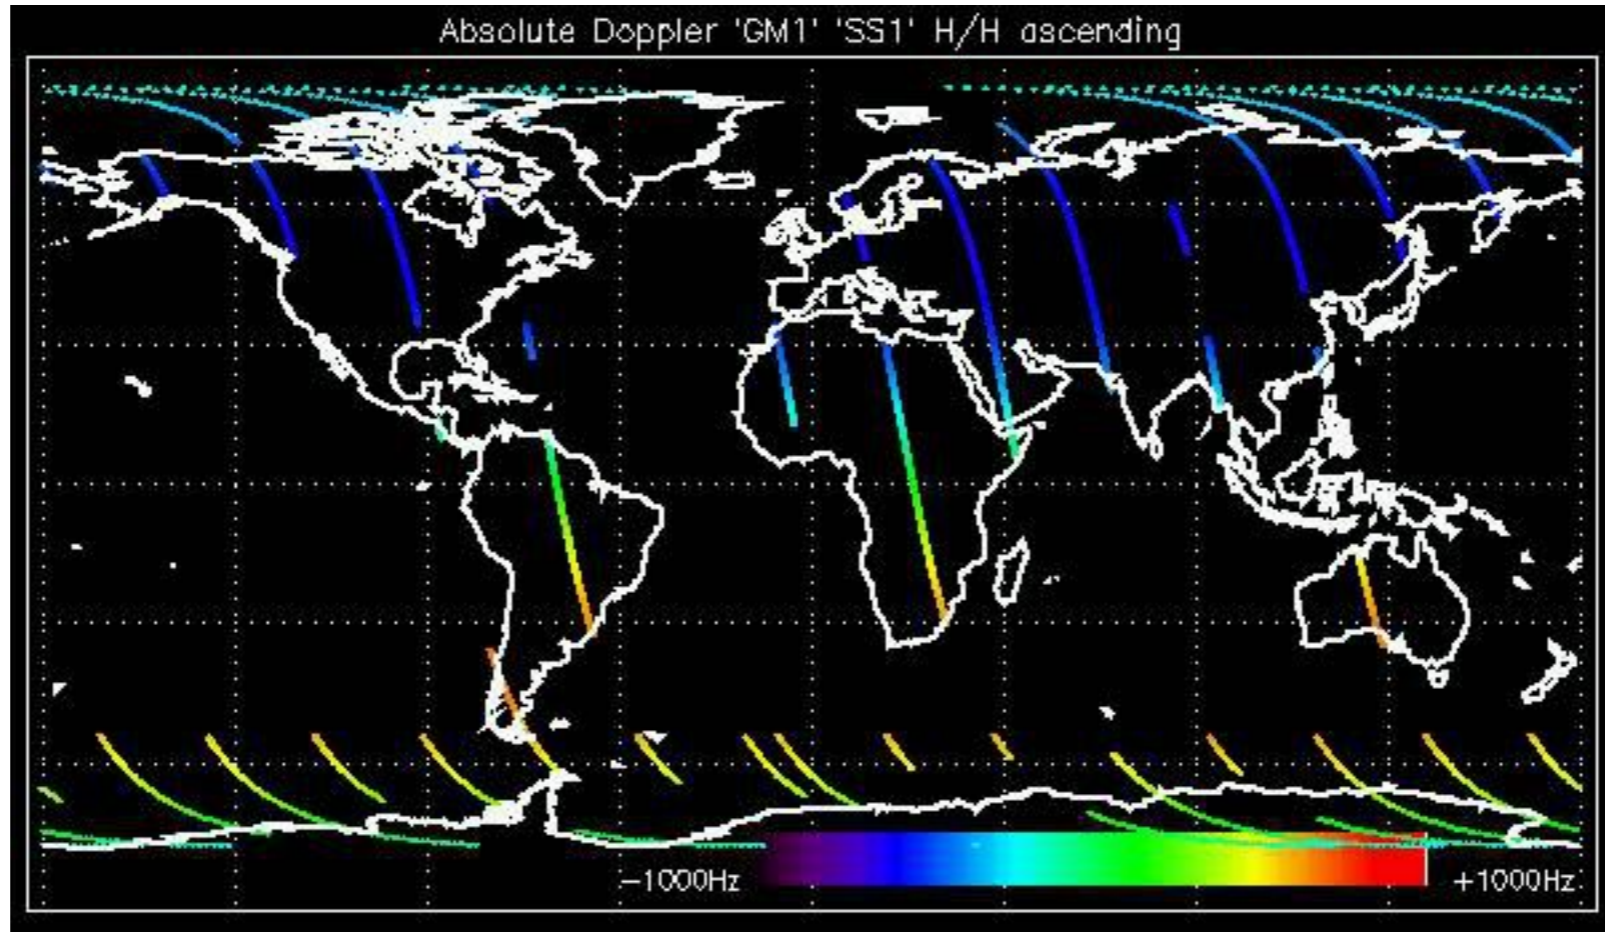 Absolute Doppler 'GM1' 'SS1' H/H ascending
−1000Hz
+1000Hz